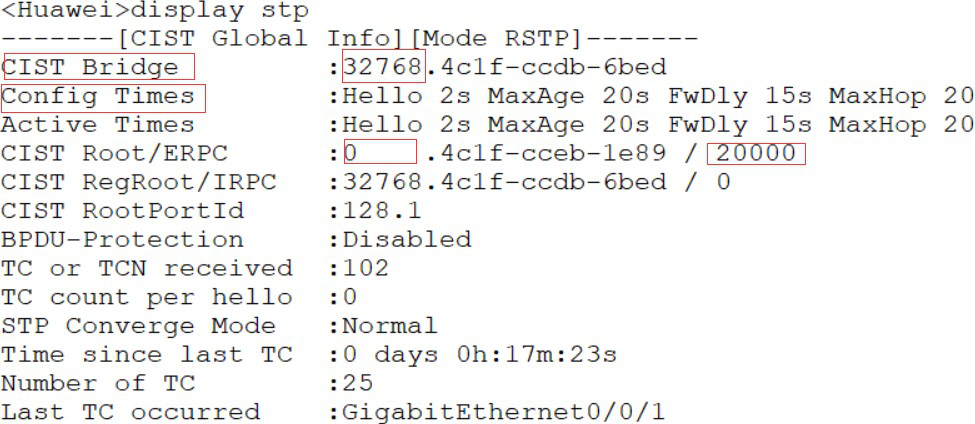 <Huawei>display stp
-------[CIST Global Info][Mode RSTP]-------
CIST Bridge         :32768.4c1f-ccdb-6bed
Config Times        :Hello 2s MaxAge 20s FwDly 15s MaxHop 20
Active Times        :Hello 2s MaxAge 20s FwDly 15s MaxHop 20
CIST Root/ERPC      :0    .4c1f-cceb-1e89 / 20000
CIST RegRoot/IRPC   :32768.4c1f-ccdb-6bed / 0
CIST RootPortId     :128.1
BPDU-Protection     :Disabled
TC or TCN received  :102
TC count per hello  :0
STP Converge Mode   :Normal
Time since last TC  :0 days 0h:17m:23s
Number of TC        :25
Last TC occurred    :GigabitEthernet0/0/1